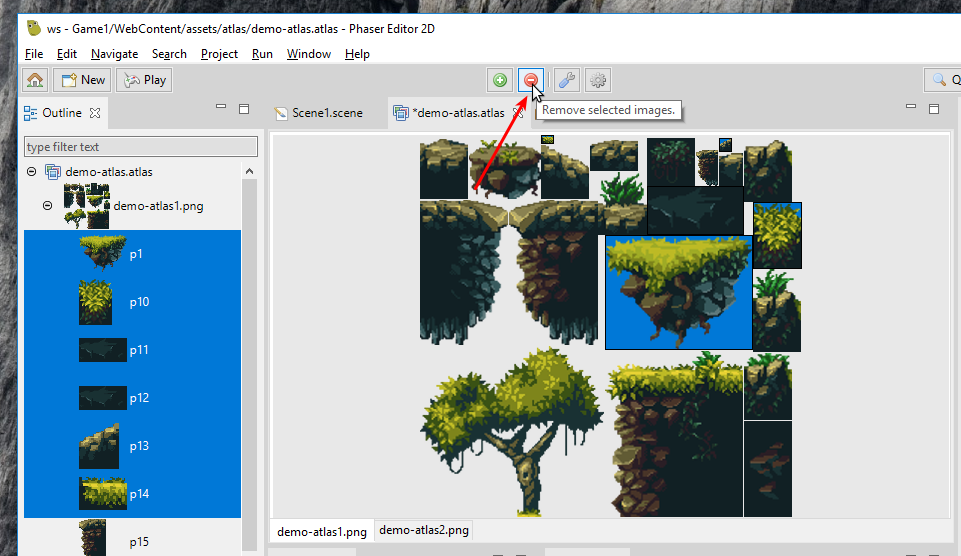 ws - Game1/WebContent/assets/atlas/demo-atlas.atlas - Phaser Editor 2D
File Edit Navigate Search Project Run Window Help
New Play Q
Outline
Scene1.scene
*demo-atlas.atlas
Remove selected images.
type filter text
demo-atlas.atlas
demo-atlas1.png
p1
p10
p11
p12
p13
p14
p15
demo-atlas1.png demo-atlas2.png